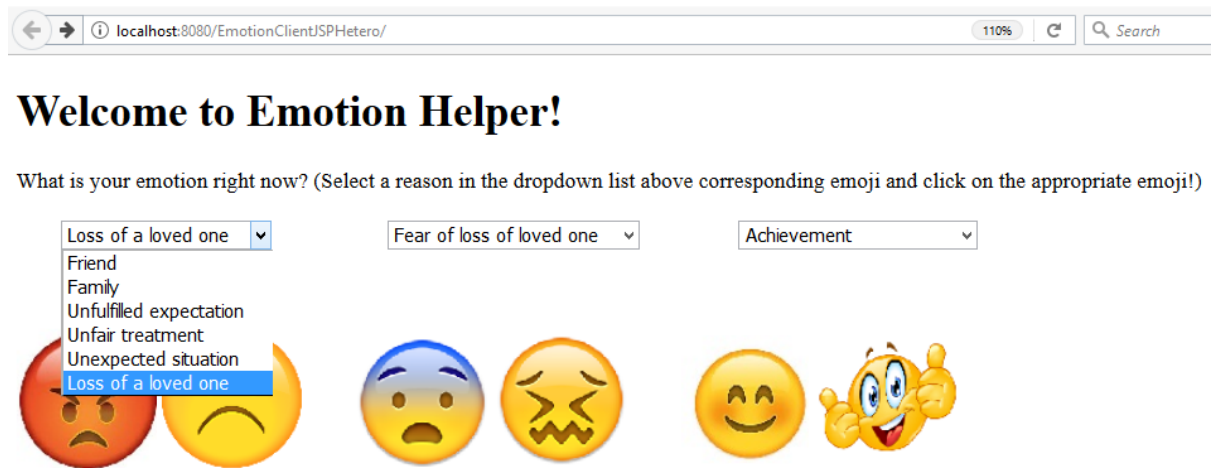 localhost:8080/EmotionClientJSPHetero/ 110% Search
Welcome to Emotion Helper!
What is your emotion right now? (Select a reason in the dropdown list above corresponding emoji and click on the appropriate emoji!)
Loss of a loved one Fear of loss of loved one Achievement
Friend
Family
Unfulfilled expectation
Unfair treatment
Unexpected situation
Loss of a loved one